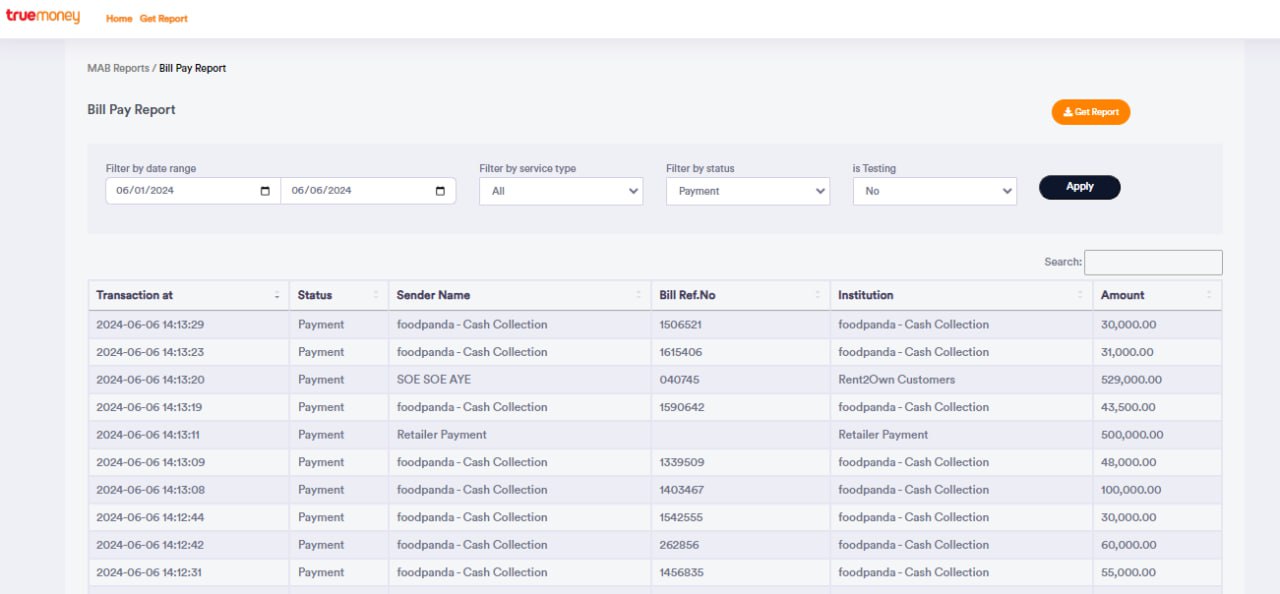 truemoney Home Get Report
MAB Reports / Bill Pay Report
Bill Pay Report
Get Report
Filter by date range Filter by service type Filter by status is Testing
06/01/2024 06/06/2024 All Payment No Apply
Search:
Transaction at Status Sender Name Bill Ref.No Institution Amount
2024-06-06 14:13:29 Payment foodpanda - Cash Collection 1506521 foodpanda - Cash Collection 30,000.00
2024-06-06 14:13:23 Payment foodpanda - Cash Collection 1615406 foodpanda - Cash Collection 31,000.00
2024-06-06 14:13:20 Payment SOE SOE AYE 040745 Rent2Own Customers 529,000.00
2024-06-06 14:13:19 Payment foodpanda - Cash Collection 1590642 foodpanda - Cash Collection 43,500.00
2024-06-06 14:13:11 Payment Retailer Payment Retailer Payment 500,000.00
2024-06-06 14:13:09 Payment foodpanda - Cash Collection 1339509 foodpanda - Cash Collection 48,000.00
2024-06-06 14:13:08 Payment foodpanda - Cash Collection 1403467 foodpanda - Cash Collection 100,000.00
2024-06-06 14:12:44 Payment foodpanda - Cash Collection 1542555 foodpanda - Cash Collection 30,000.00
2024-06-06 14:12:42 Payment foodpanda - Cash Collection 262856 foodpanda - Cash Collection 60,000.00
2024-06-06 14:12:31 Payment foodpanda - Cash Collection 1456835 foodpanda - Cash Collection 55,000.00